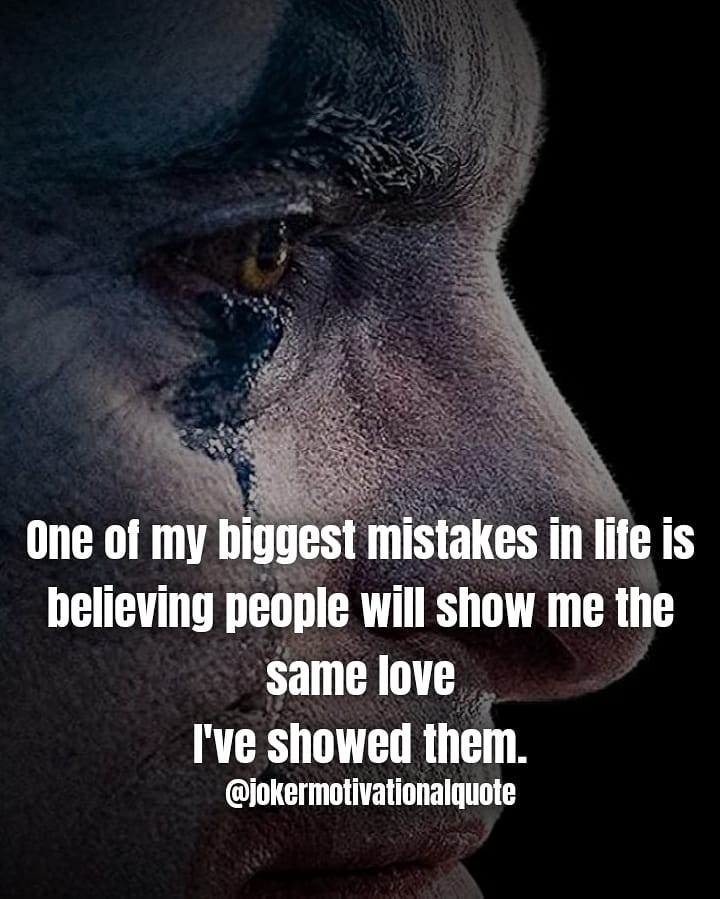 One of my biggest mistakes in life is
believing people will show me the
same love
I've showed them.
@jokermotivationalquote